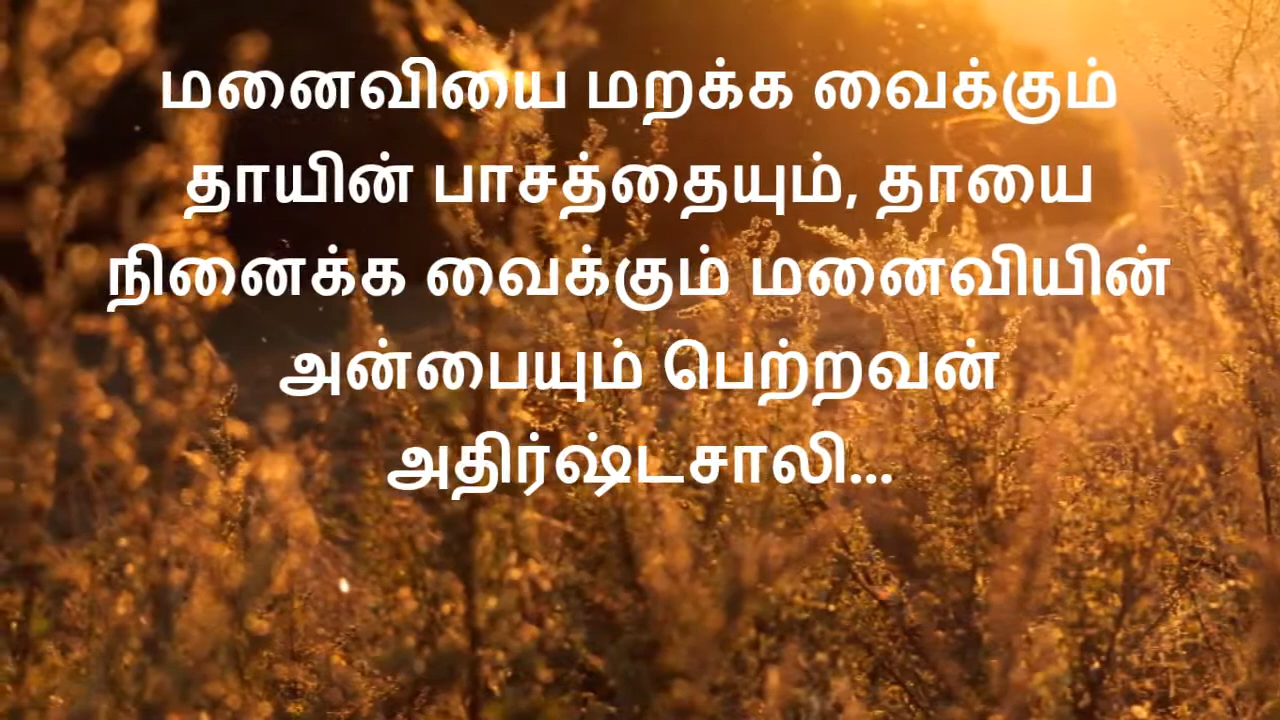 மனைவியை மறக்க வைக்கும்
தாயின் பாசத்தையும், தாயை
நினைக்க வைக்கும் மனைவியின்
அன்பையும் பெற்றவன்
அதிர்ஷ்டசாலி...